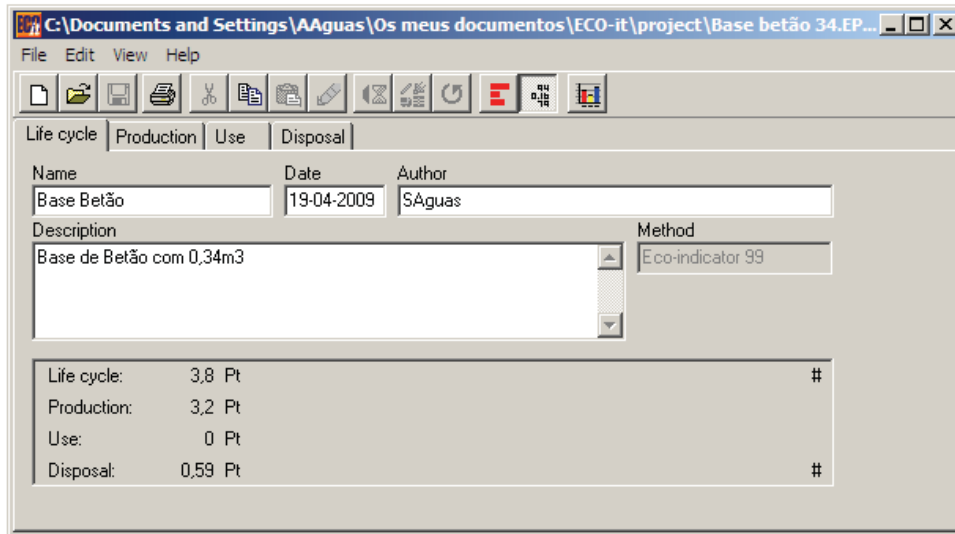 C:\Documents and Settings\AAguas\Os meus documentos\ECO-it\project\Base betão 34.EP...
File Edit View Help
Life cycle Production Use Disposal
Name Date Author
Base Betão 19-04-2009 SAguas
Description Method
Base de Betão com 0,34m3 Eco-indicator 99
Life cycle: 3,8 Pt #
Production: 3,2 Pt
Use: 0 Pt
Disposal: 0,59 Pt #